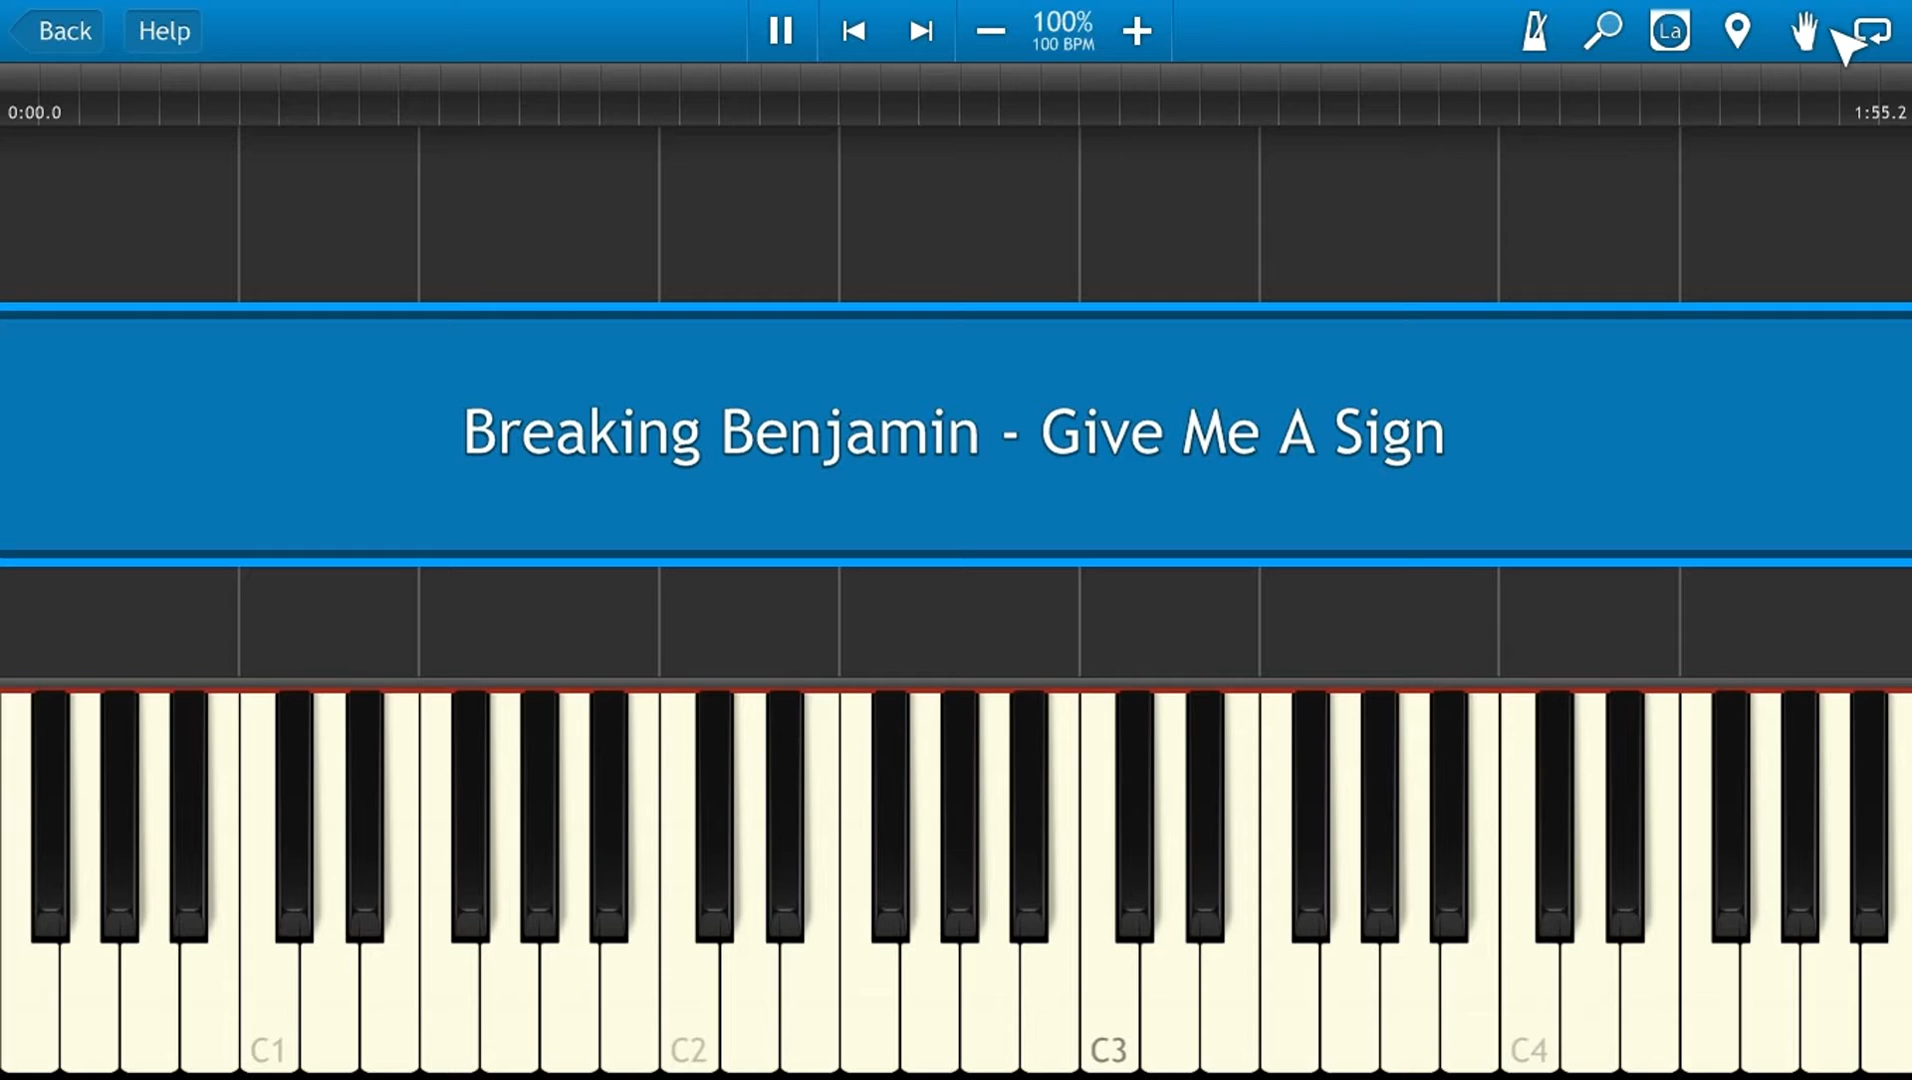 Back
Help
100%
100 BPM
La
0:00.0
1:55.2
Breaking Benjamin - Give Me A Sign
C1
C2
C3
C4